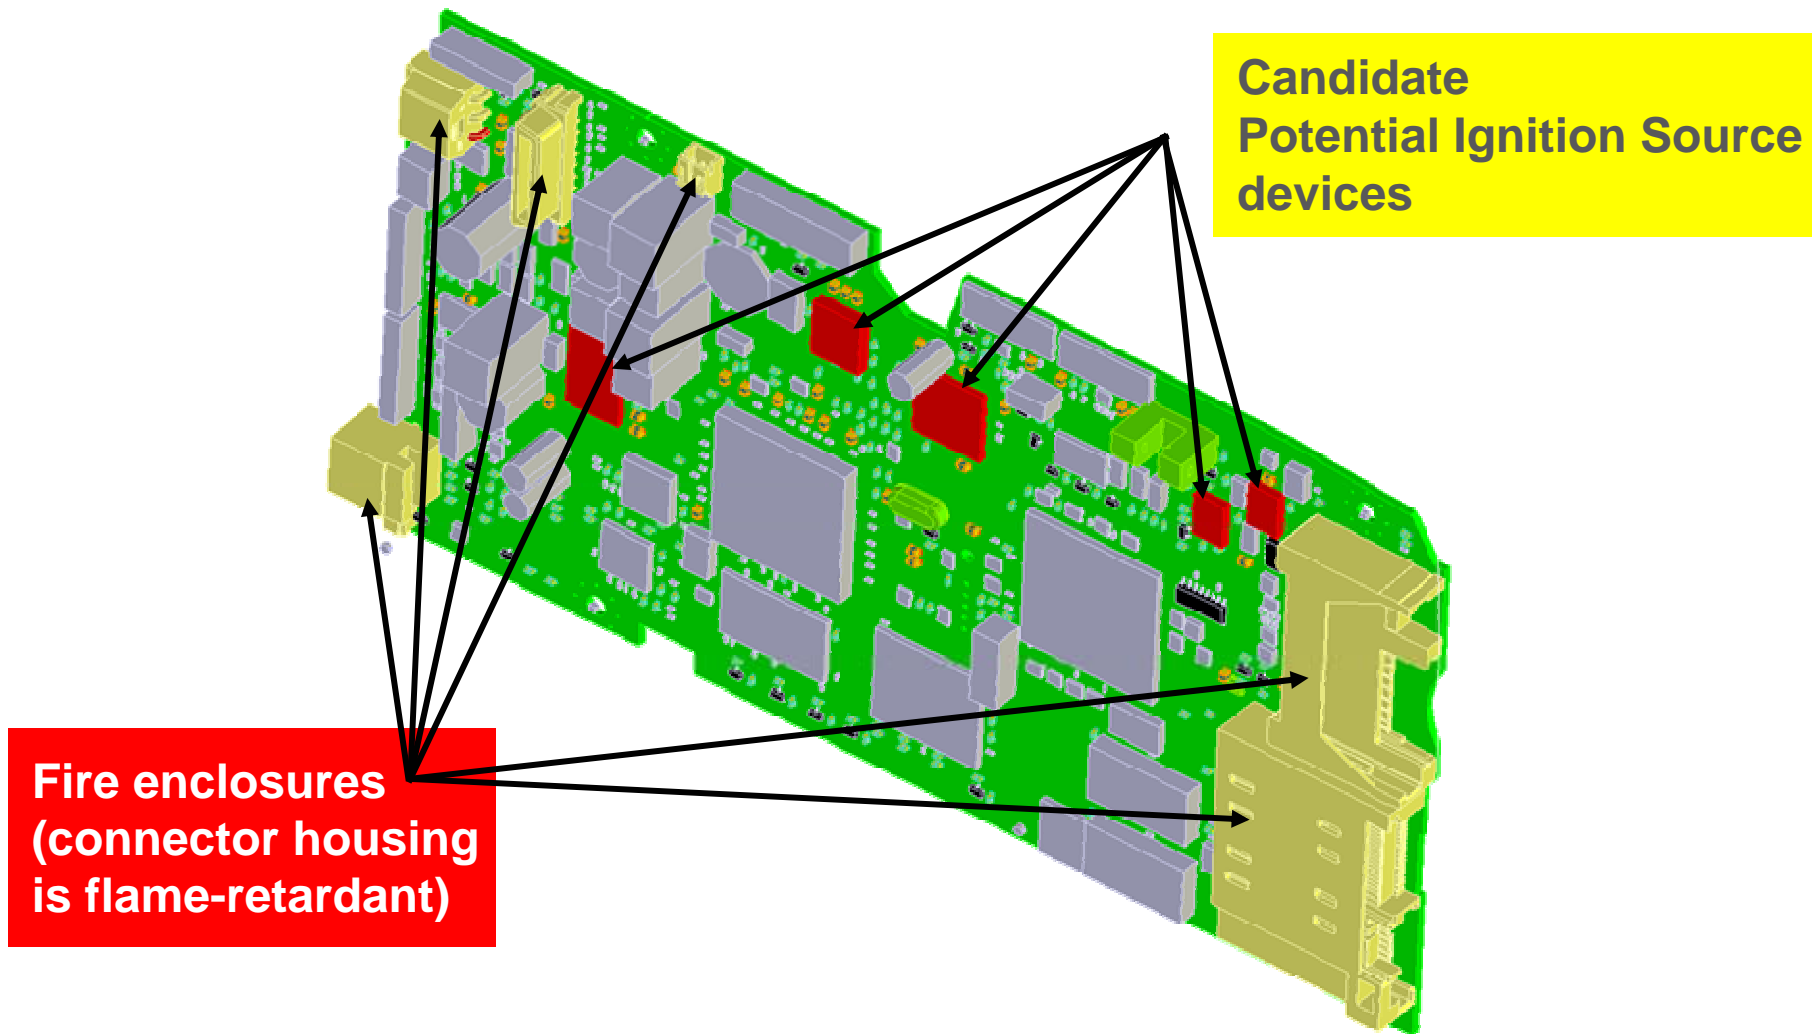 Candidate
Potential Ignition Source
devices
Fire enclosures
(connector housing
is flame-retardant)